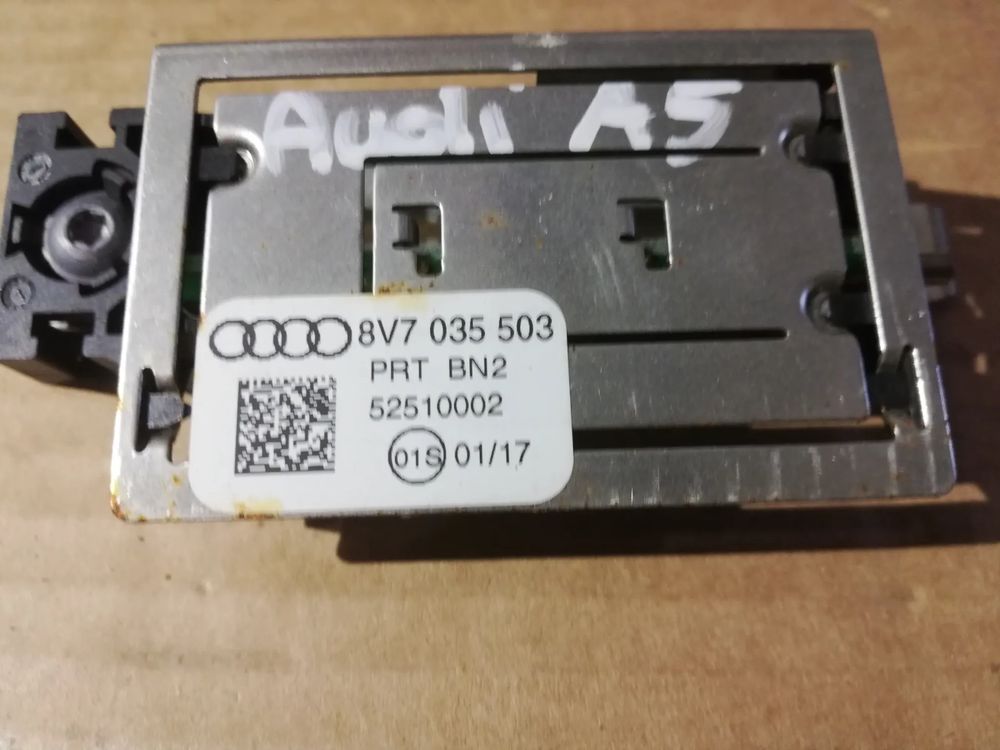 Audi A5
8V7 035 503
PRT BN2
52510002
01S 01/17